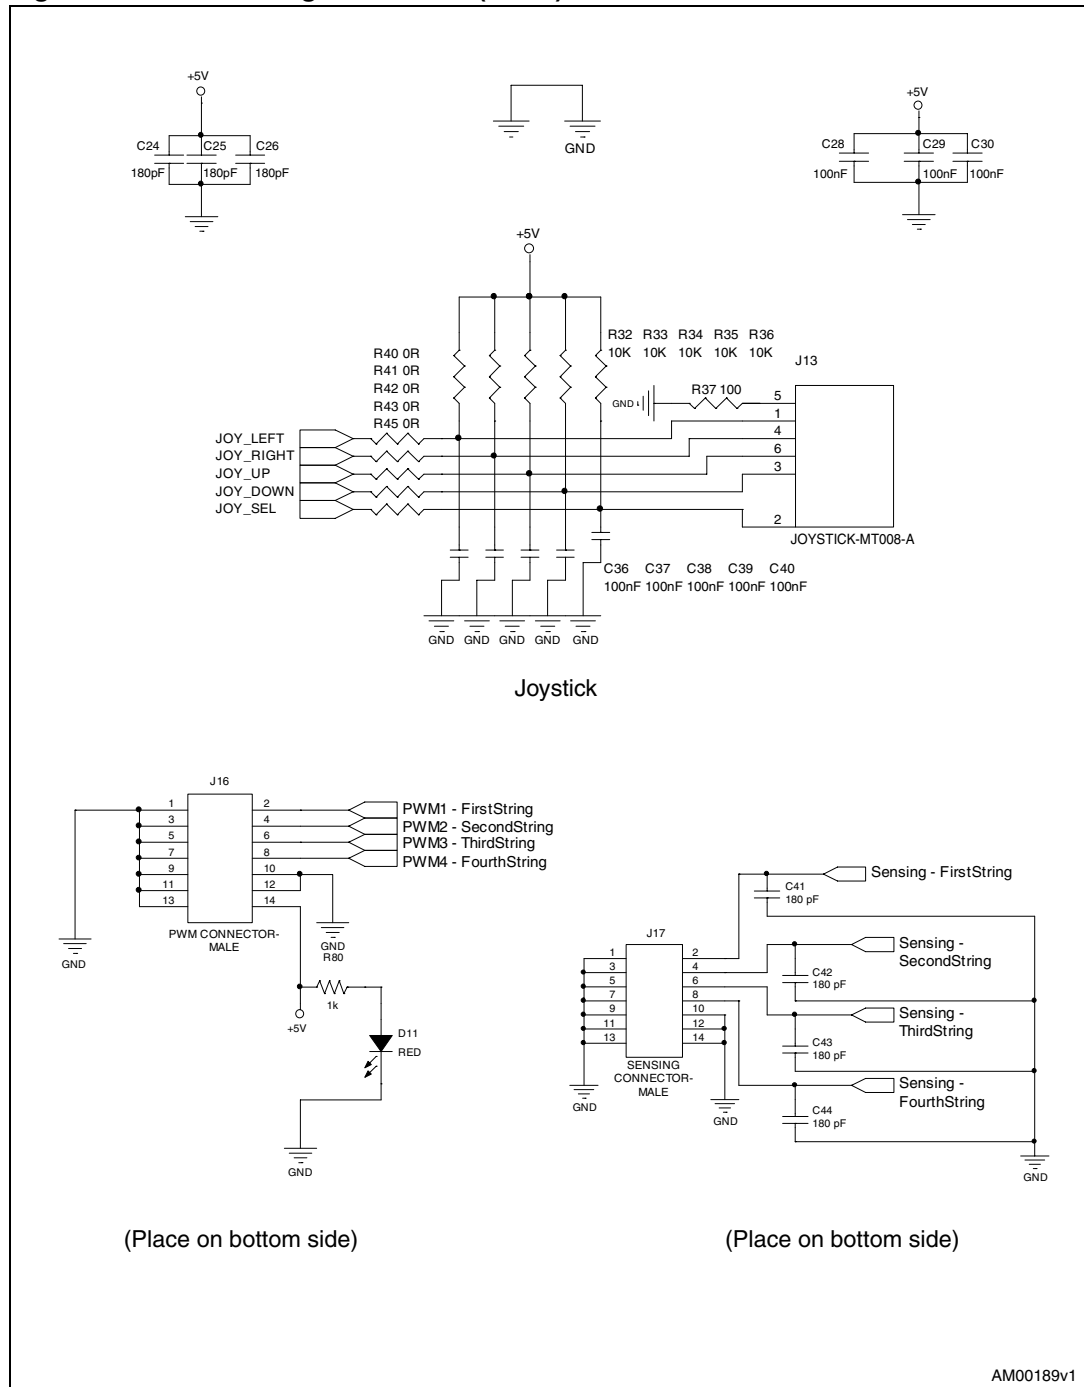 +5V
C24 C25 C26
180pF 180pF 180pF
GND
+5V
C28 C29 C30
100nF 100nF 100nF
+5V
R32 R33 R34 R35 R36
10K 10K 10K 10K 10K
R40 0R
R41 0R
R42 0R
R43 0R
R45 0R
J13
GND
R37 100
5
1
4
6
3
2
JOY_LEFT
JOY_RIGHT
JOY_UP
JOY_DOWN
JOY_SEL
JOYSTICK-MT008-A
C36 C37 C38 C39 C40
100nF 100nF 100nF 100nF 100nF
GND GND GND GND GND
Joystick
J16
1 2
3 4
5 6
7 8
9 10
11 12
13 14
PWM1 - FirstString
PWM2 - SecondString
PWM3 - ThirdString
PWM4 - FourthString
PWM CONNECTOR-
MALE
GND
GND
R80
1k
+5V
D11
RED
GND
J17
1 2
3 4
5 6
7 8
9 10
11 12
13 14
SENSING
CONNECTOR-
MALE
GND
GND
Sensing - FirstString
C41
180 pF
Sensing -
SecondString
C42
180 pF
Sensing -
ThirdString
C43
180 pF
Sensing -
FourthString
C44
180 pF
GND
(Place on bottom side)
(Place on bottom side)
AM00189v1